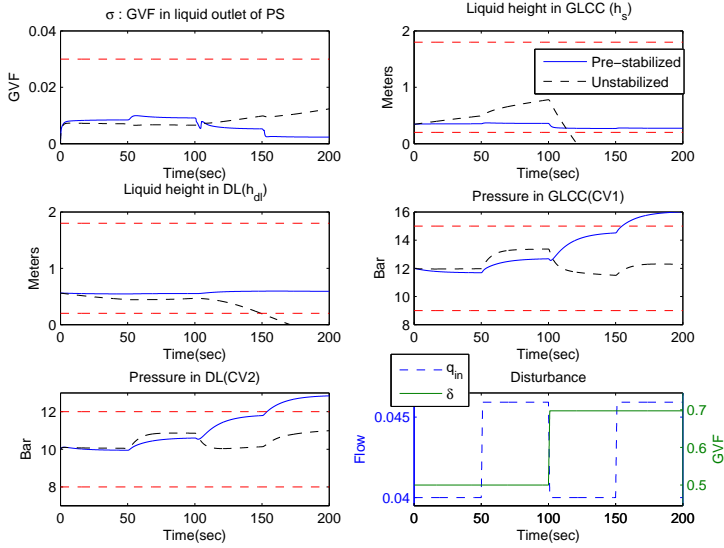 σ : GVF in liquid outlet of PS
0.04
0.02
0
GVF
0 50 100 150 200
Time(sec)
Liquid height in GLCC (h_s)
2
1
0
Meters
Pre-stabilized
Unstabilized
0 50 100 150 200
Time(sec)
Liquid height in DL(h_dl)
2
1
0
Meters
0 50 100 150 200
Time(sec)
Pressure in GLCC(CV1)
16
14
12
10
8
Bar
0 50 100 150 200
Time(sec)
Pressure in DL(CV2)
12
10
8
Bar
0 50 100 150 200
Time(sec)
Disturbance
q_in
δ
0.045
0.04
Flow
0.7
0.6
0.5
GVF
0 50 100 150 200
Time(sec)